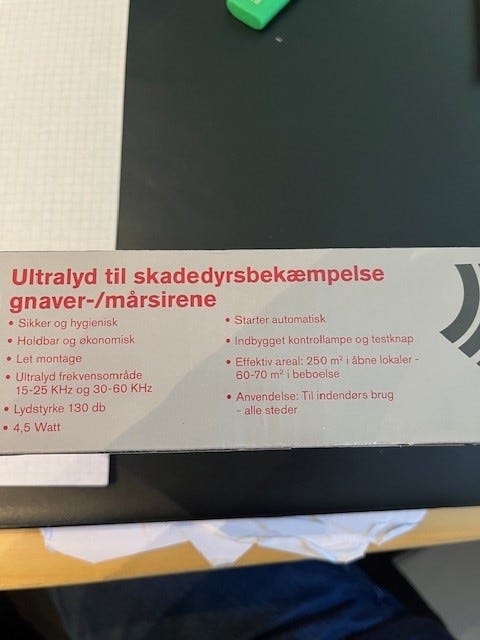 Ultralyd til skadedyrsbekæmpelse
gnaver-/mårsirene
• Sikker og hygienisk
• Holdbar og økonomisk
• Let montage
• Ultralyd frekvensområde
15-25 KHz og 30-60 KHz
• Lydstyrke 130 db
• 4,5 Watt
• Starter automatisk
• Indbygget kontrollampe og testknap
• Effektiv areal: 250 m² i åbne lokaler -
60-70 m² i beboelse
• Anvendelse: Til indendørs brug
- alle steder